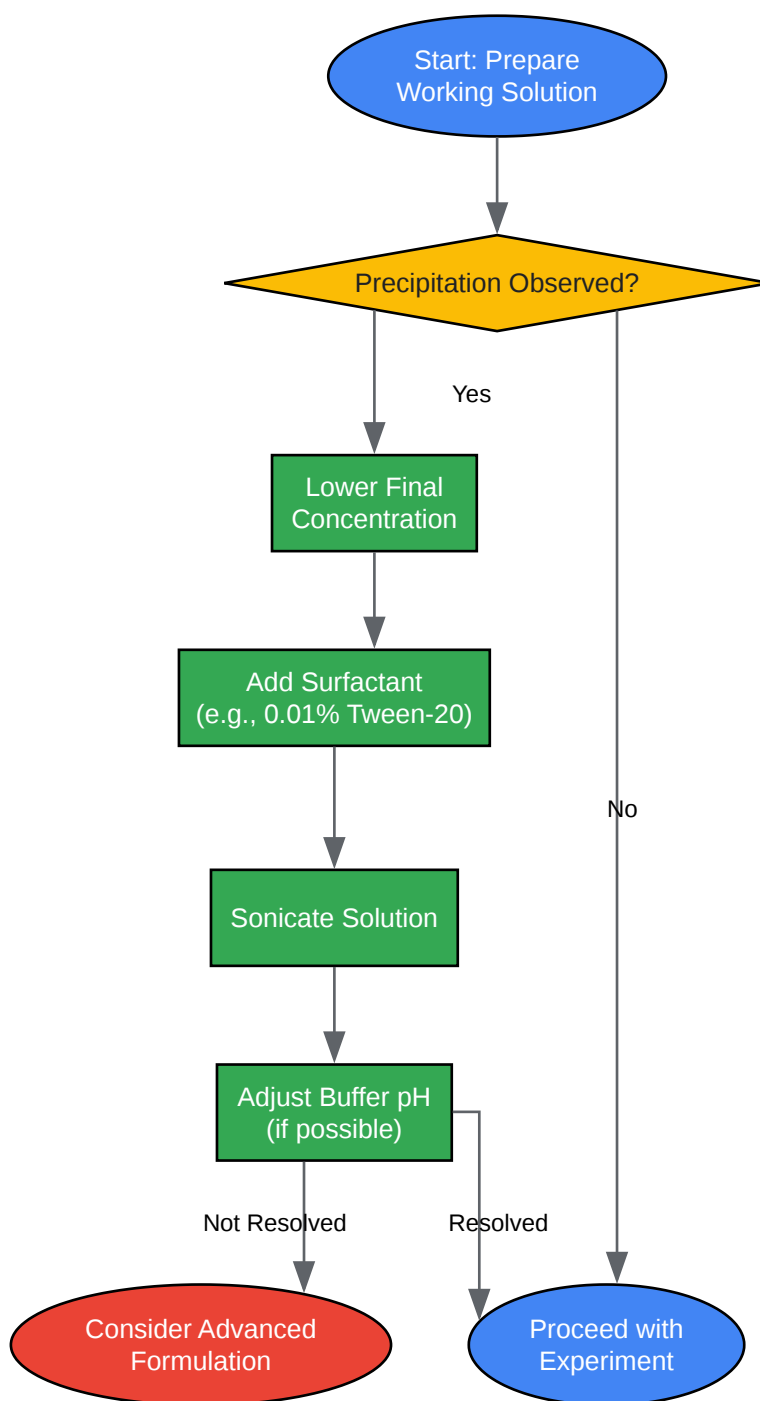 Start: Prepare
Working Solution
Precipitation Observed?
Yes
Lower Final
Concentration
Add Surfactant
(e.g., 0.01% Tween-20)
No
Sonicate Solution
Adjust Buffer pH
(if possible)
Not Resolved
Resolved
Consider Advanced
Formulation
Proceed with
Experiment